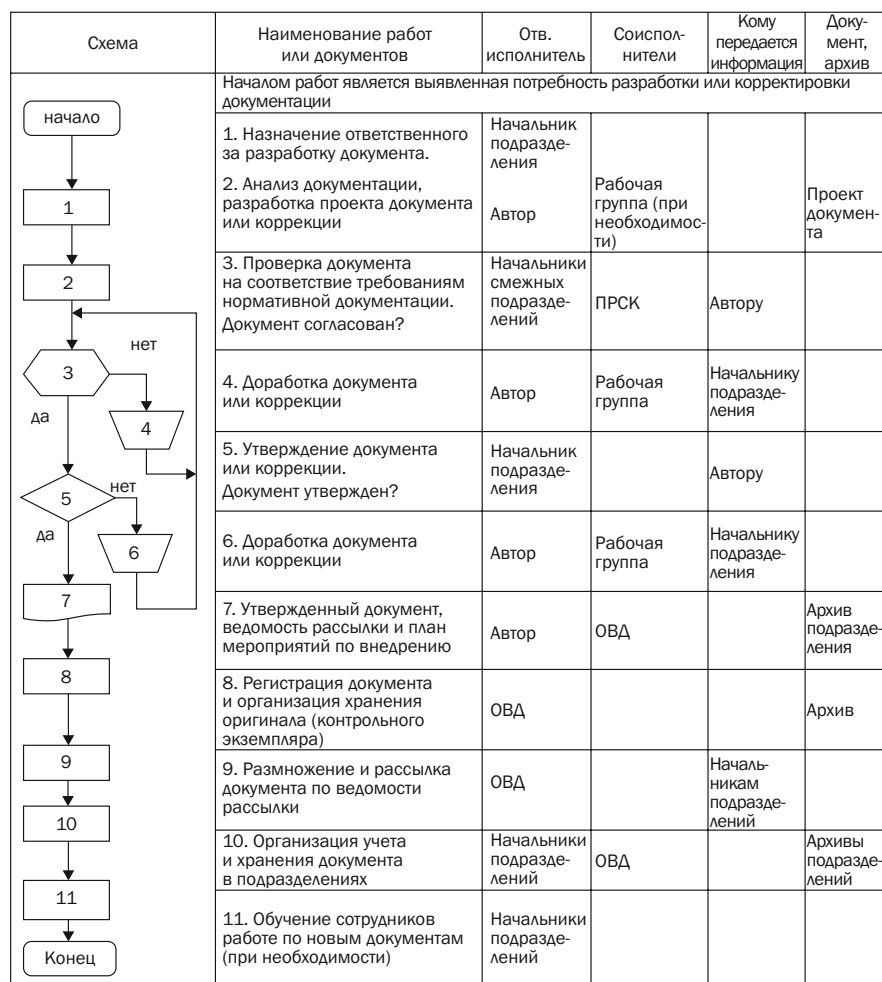 Схема
Наименование работ
или документов
Отв.
исполнитель
Соиспол-
нители
Кому
передается
информация
Доку-
мент,
архив
Началом работ является выявленная потребность разработки или корректировки
документации
начало
1
2
3
нет
да
4
5
нет
да
6
7
8
9
10
11
Конец
1. Назначение ответственного
за разработку документа.
Начальник
подразде-
ления
2. Анализ документации,
разработка проекта документа
или коррекции
Автор
Рабочая
группа (при
необходимос-
ти)
Проект
докумен-
та
3. Проверка документа
на соответствие требованиям
нормативной документации.
Документ согласован?
Начальники
смежных
подразде-
лений
ПРСК
Автору
4. Доработка документа
или коррекции
Автор
Рабочая
группа
Начальнику
подразде-
ления
5. Утверждение документа
или коррекции.
Документ утвержден?
Начальник
подразде-
ления
Автору
6. Доработка документа
или коррекции
Автор
Рабочая
группа
Начальнику
подразде-
ления
7. Утвержденный документ,
ведомость рассылки и план
мероприятий по внедрению
Автор
ОВД
Архив
подразде-
ления
8. Регистрация документа
и организация хранения
оригинала (контрольного
экземпляра)
ОВД
Архив
9. Размножение и рассылка
документа по ведомости
рассылки
ОВД
Началь-
никам
подразде-
лений
10. Организация учета
и хранения документа
в подразделениях
Начальники
подразде-
лений
ОВД
Архивы
подразде-
лений
11. Обучение сотрудников
работе по новым документам
(при необходимости)
Начальники
подразде-
лений